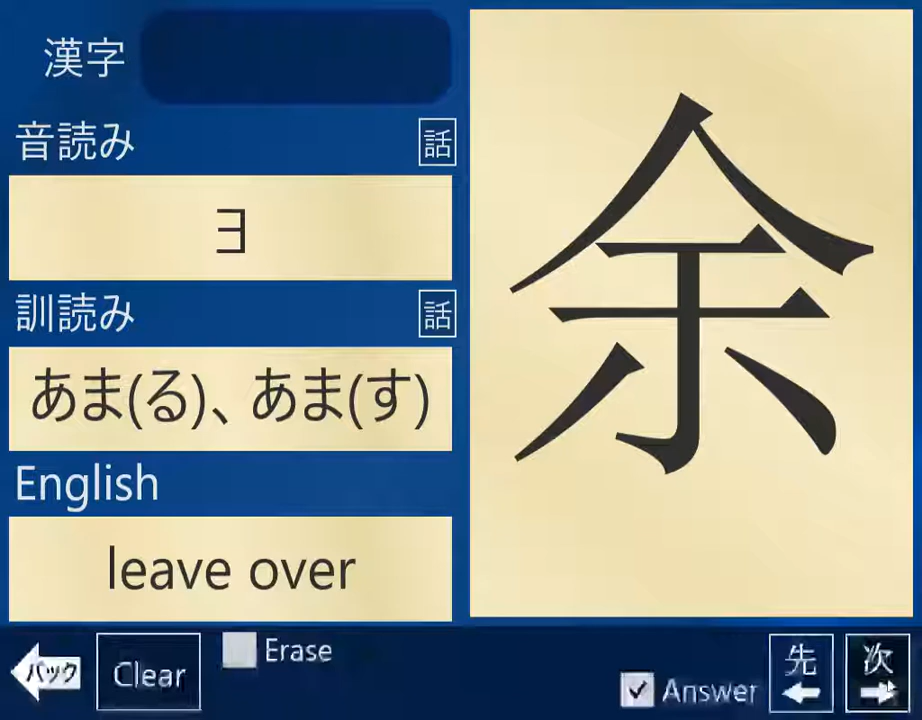 漢字
音読み
話
ヨ
訓読み
話
あま(る)、あま(す)
English
leave over
余
バック
Clear
Erase
Answer
先
次